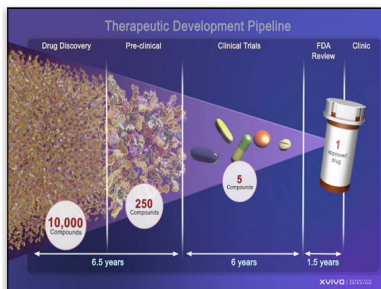 Therapeutic Development Pipeline
Drug Discovery
Pre-clinical
Clinical Trials
FDA
Review
Clinic
10,000
Compounds
250
Compounds
5
Compounds
1
approved
drug
6.5 years
6 years
1.5 years
XVIVO